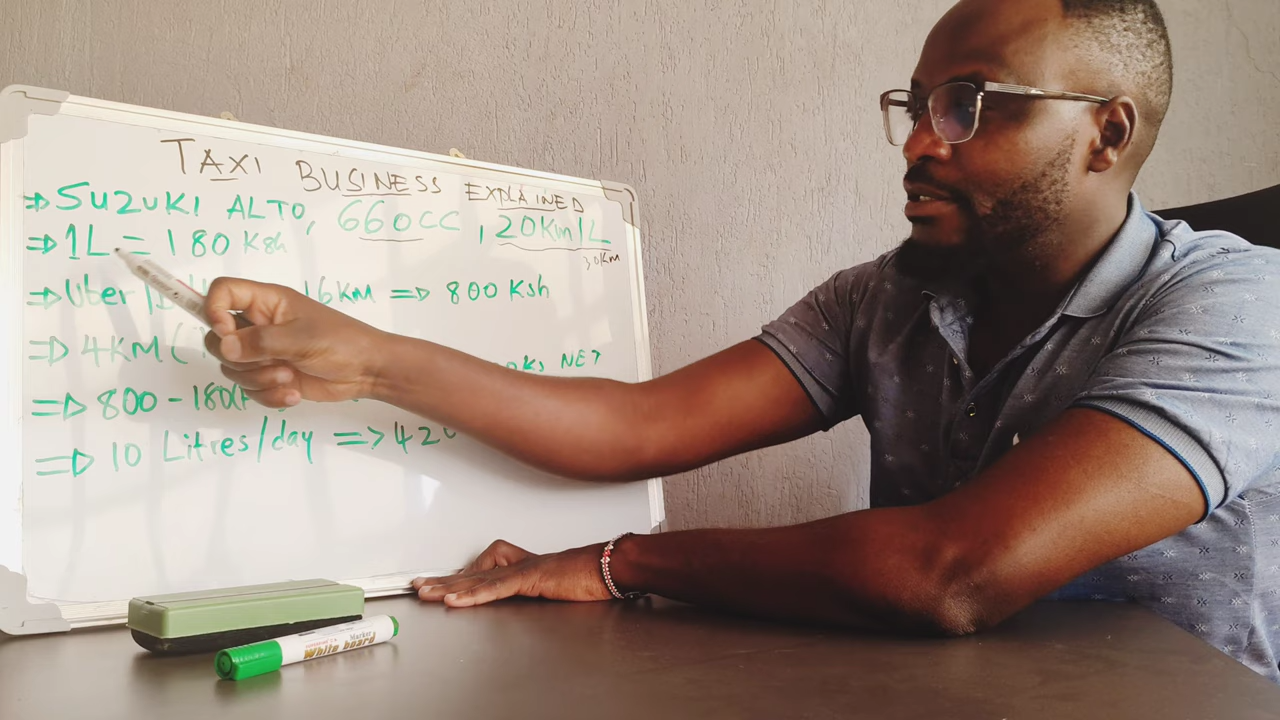 TAXI BUSINESS EXPLAINED
⇒ SUZUKI ALTO, 660cc, 20Km/L
30Km
⇒ 1L = 180 Ksh
⇒ Uber/ 16KM ⇒ 800 Ksh
⇒ 4KM ( NET
⇒ 800 - 180(
⇒ 10 Litres/day => 420
Marker
White board